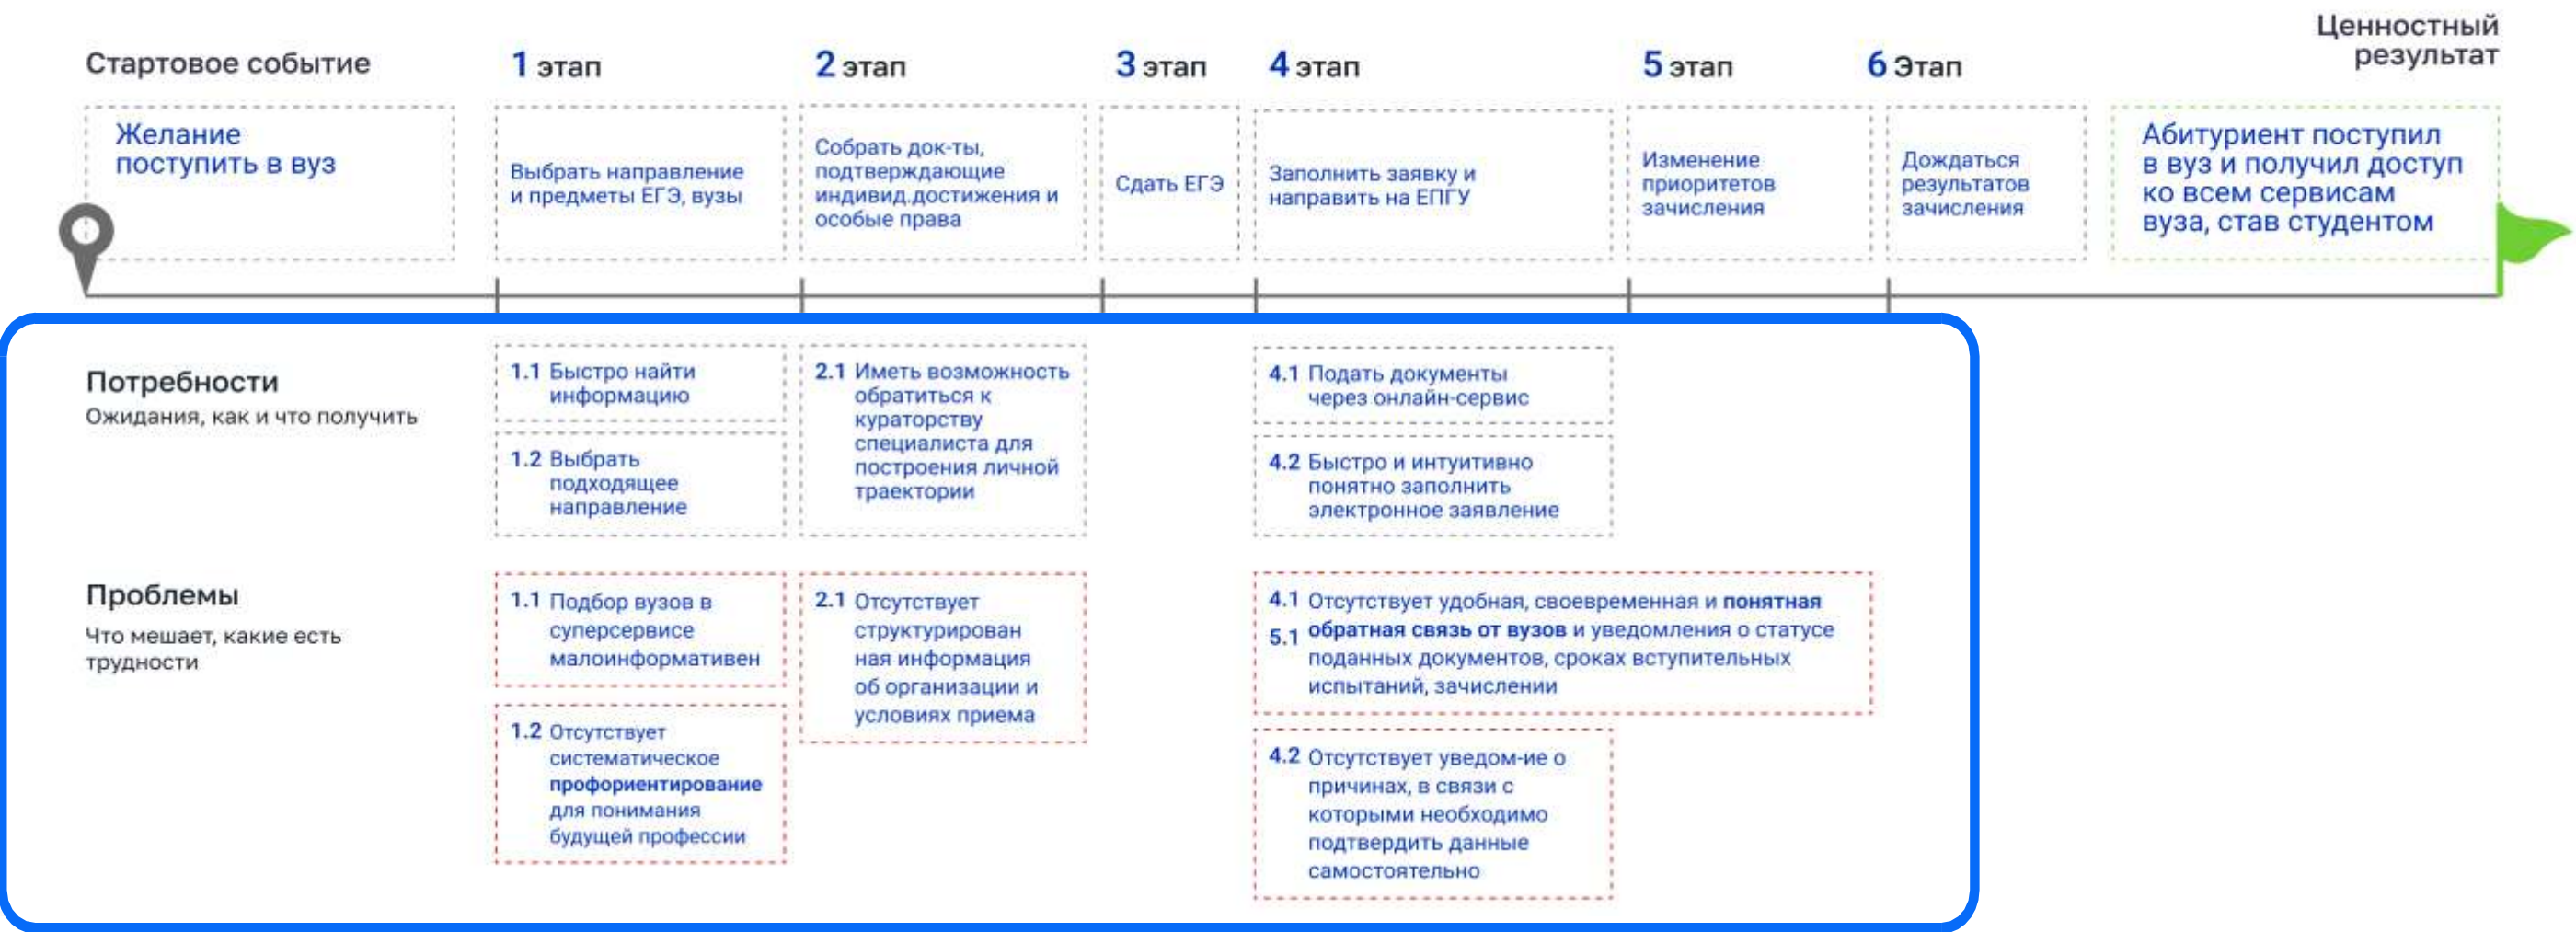 Стартовое событие
Желание
поступить в вуз
1 этап
Выбрать направление
и предметы ЕГЭ, вузы
2 этап
Собрать док-ты,
подтверждающие
индивид.достижения и
особые права
3 этап
Сдать ЕГЭ
4 этап
Заполнить заявку и
направить на ЕПГУ
5 этап
Изменение
приоритетов
зачисления
6 Этап
Дождаться
результатов
зачисления
Ценностный
результат
Абитуриент поступил
в вуз и получил доступ
ко всем сервисам
вуза, став студентом
Потребности
Ожидания, как и что получить
1.1 Быстро найти
информацию
1.2 Выбрать
подходящее
направление
2.1 Иметь возможность
обратиться к
кураторству
специалиста для
построения личной
траектории
4.1 Подать документы
через онлайн-сервис
4.2 Быстро и интуитивно
понятно заполнить
электронное заявление
Проблемы
Что мешает, какие есть
трудности
1.1 Подбор вузов в
суперсервисе
малоинформативен
1.2 Отсутствует
систематическое
профориентирование
для понимания
будущей профессии
2.1 Отсутствует
структурирован
ная информация
об организации и
условиях приема
4.1 Отсутствует удобная, своевременная и понятная
5.1 обратная связь от вузов и уведомления о статусе
поданных документов, сроках вступительных
испытаний, зачислении
4.2 Отсутствует уведом-ие о
причинах, в связи с
которыми необходимо
подтвердить данные
самостоятельно